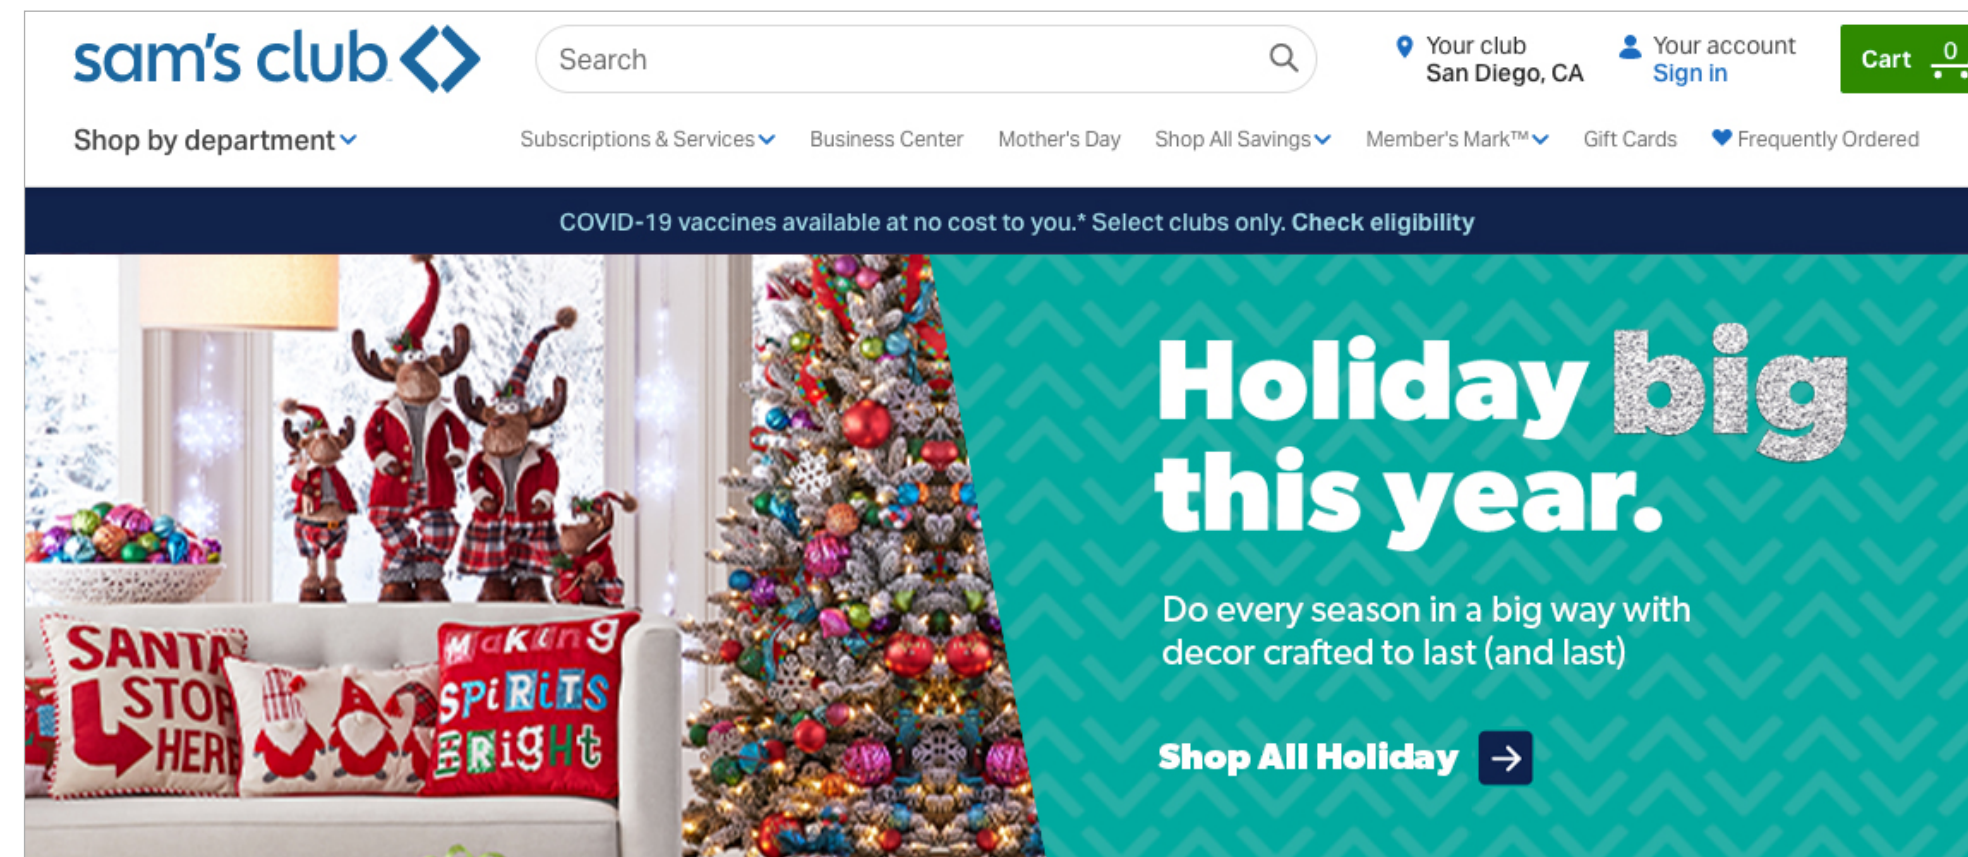 sam's club
Search
Your club
San Diego, CA
Your account
Sign in
Cart 0
Shop by department
Subscriptions & Services Business Center Mother's Day Shop All Savings Member's Mark™ Gift Cards Frequently Ordered
COVID-19 vaccines available at no cost to you.* Select clubs only. Check eligibility
Holiday big
this year.
Do every season in a big way with
decor crafted to last (and last)
Shop All Holiday
SANTA
STOP
HERE
Making
SPiRiTS
BRigHt